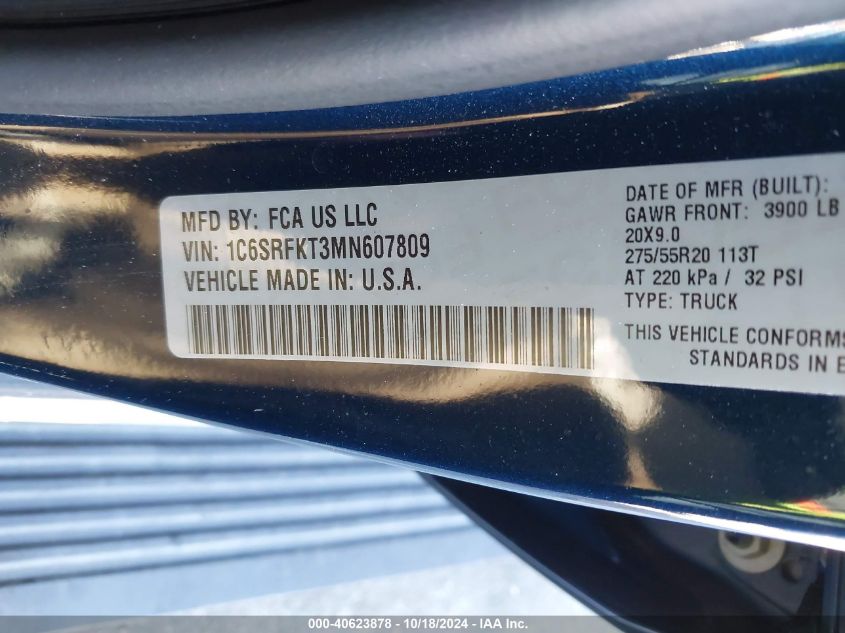 MFD BY: FCA US LLC
VIN: 1C6SRFKT3MN607809
VEHICLE MADE IN: U.S.A.
DATE OF MFR (BUILT):
GAWR FRONT: 3900 LB
20X9.0
275/55R20 113T
AT 220 kPa / 32 PSI
TYPE: TRUCK
THIS VEHICLE CONFORMS
STANDARDS IN E
000-40623878 - 10/18/2024 - IAA Inc.